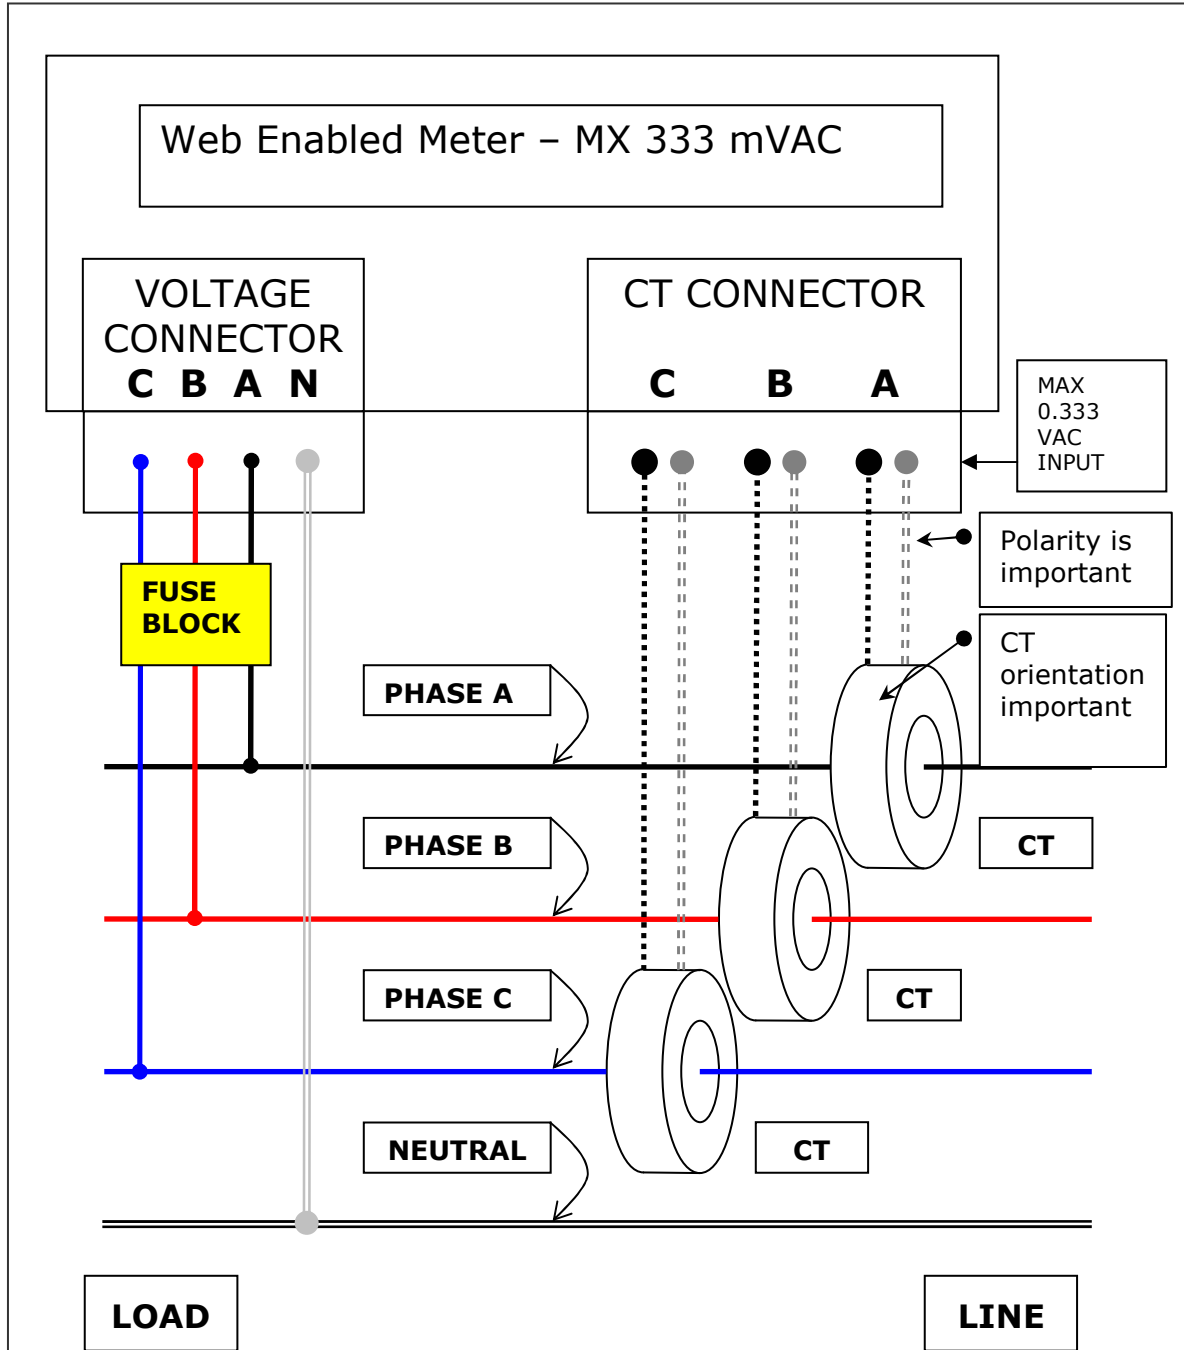 Web Enabled Meter – MX 333 mVAC
VOLTAGE
CONNECTOR
C B A N
CT CONNECTOR
C B A
MAX
0.333
VAC
INPUT
Polarity is
important
CT
orientation
important
FUSE
BLOCK
PHASE A
PHASE B
CT
PHASE C
CT
NEUTRAL
CT
LOAD
LINE